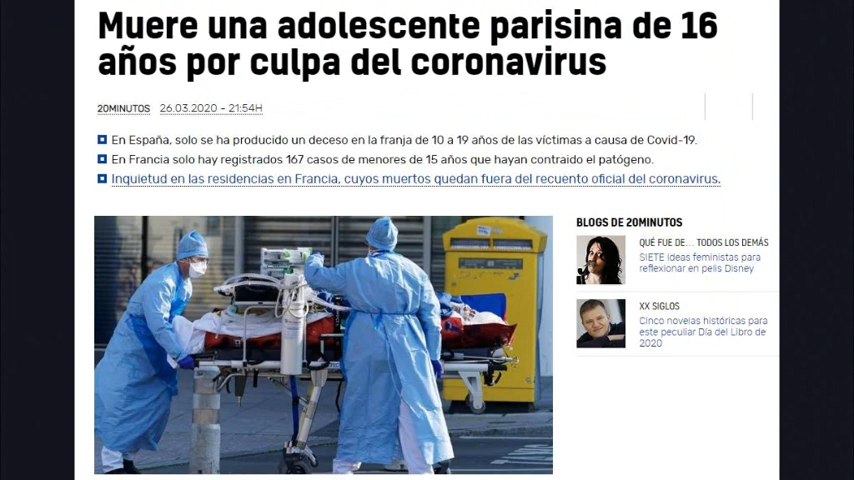 Muere una adolescente parisina de 16
años por culpa del coronavirus
20MINUTOS 26.03.2020 - 21:54H
En España, solo se ha producido un deceso en la franja de 10 a 19 años de las víctimas a causa de Covid-19.
En Francia solo hay registrados 167 casos de menores de 15 años que hayan contraido el patógeno.
Inquietud en las residencias en Francia, cuyos muertos quedan fuera del recuento oficial del coronavirus.
BLOGS DE 20MINUTOS
QUÉ FUE DE... TODOS LOS DEMÁS
SIETE ideas feministas para
reflexionar en pelis Disney
XX SIGLOS
Cinco novelas históricas para
este peculiar Día del Libro de
2020